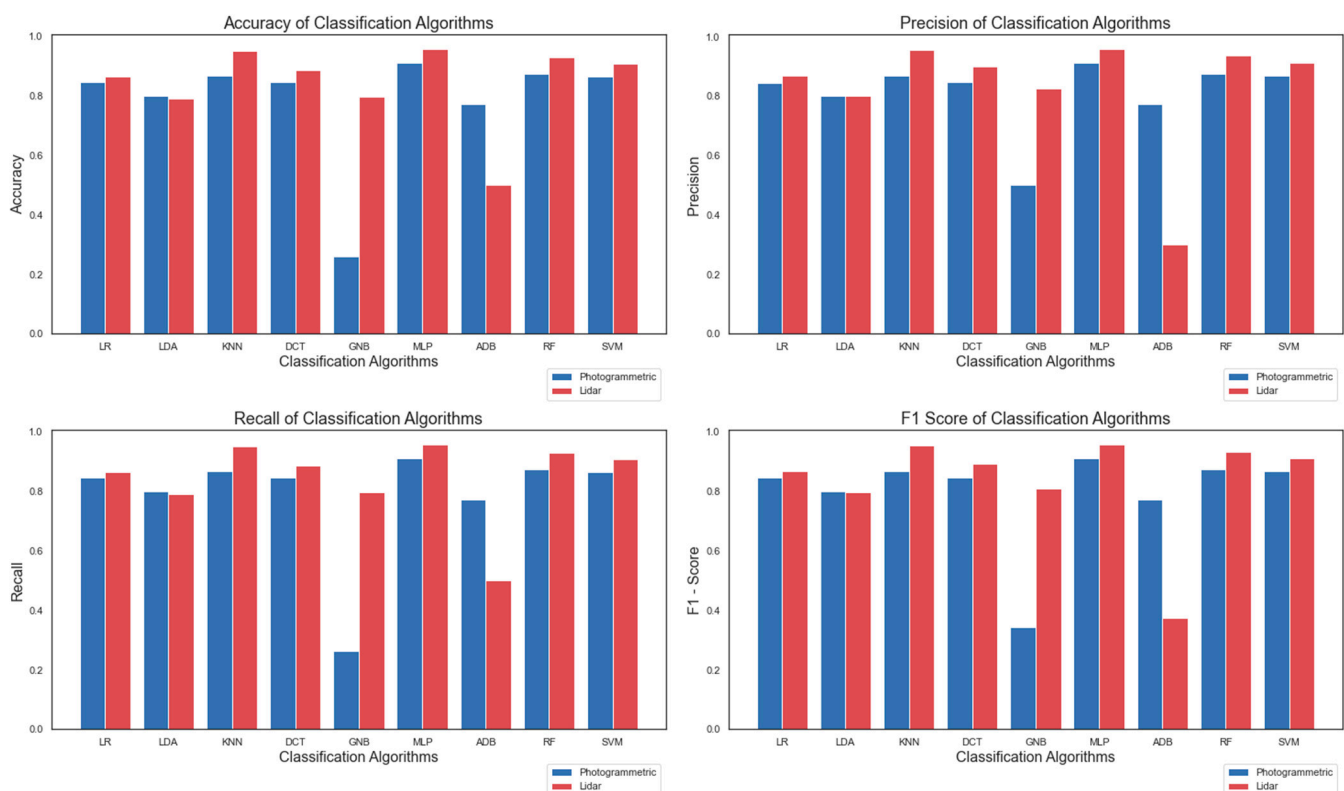 Accuracy of Classification Algorithms
1.0
0.8
0.6
0.4
0.2
0.0
Accuracy
LR LDA KNN DCT GNB MLP ADB RF SVM
Classification Algorithms
Photogrammetric
Lidar
Precision of Classification Algorithms
1.0
0.8
0.6
0.4
0.2
0.0
Precision
LR LDA KNN DCT GNB MLP ADB RF SVM
Classification Algorithms
Photogrammetric
Lidar
Recall of Classification Algorithms
1.0
0.8
0.6
0.4
0.2
0.0
Recall
LR LDA KNN DCT GNB MLP ADB RF SVM
Classification Algorithms
Photogrammetric
Lidar
F1 Score of Classification Algorithms
1.0
0.8
0.6
0.4
0.2
0.0
F1 - Score
LR LDA KNN DCT GNB MLP ADB RF SVM
Classification Algorithms
Photogrammetric
Lidar